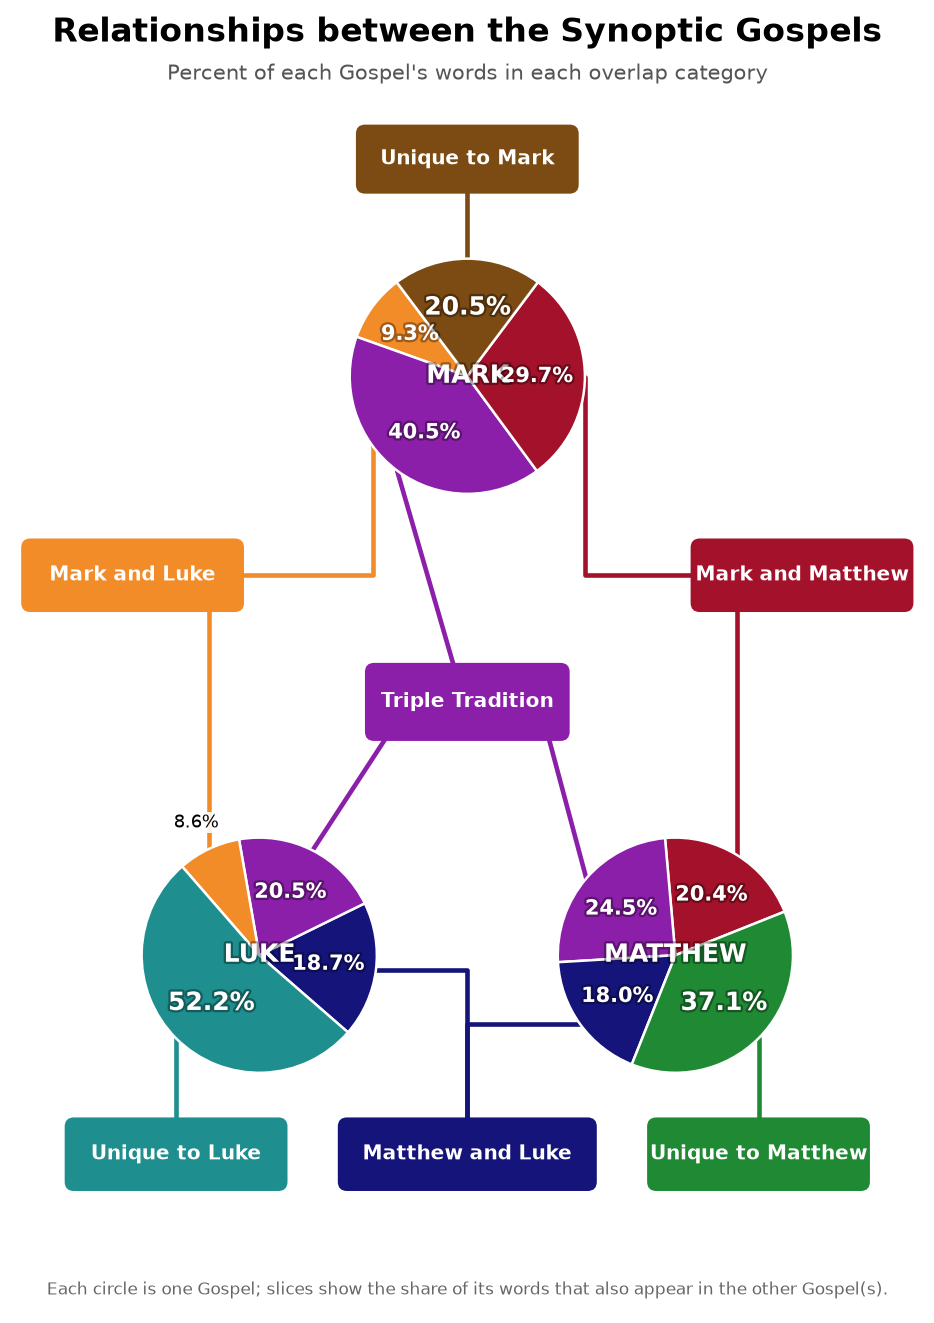 Relationships between the Synoptic Gospels
Percent of each Gospel's words in each overlap category
Unique to Mark
20.5%
9.3%
MARK
29.7%
40.5%
Mark and Luke
Mark and Matthew
Triple Tradition
8.6%
20.5%
LUKE
18.7%
52.2%
24.5%
20.4%
MATTHEW
18.0%
37.1%
Unique to Luke
Matthew and Luke
Unique to Matthew
Each circle is one Gospel; slices show the share of its words that also appear in the other Gospel(s).